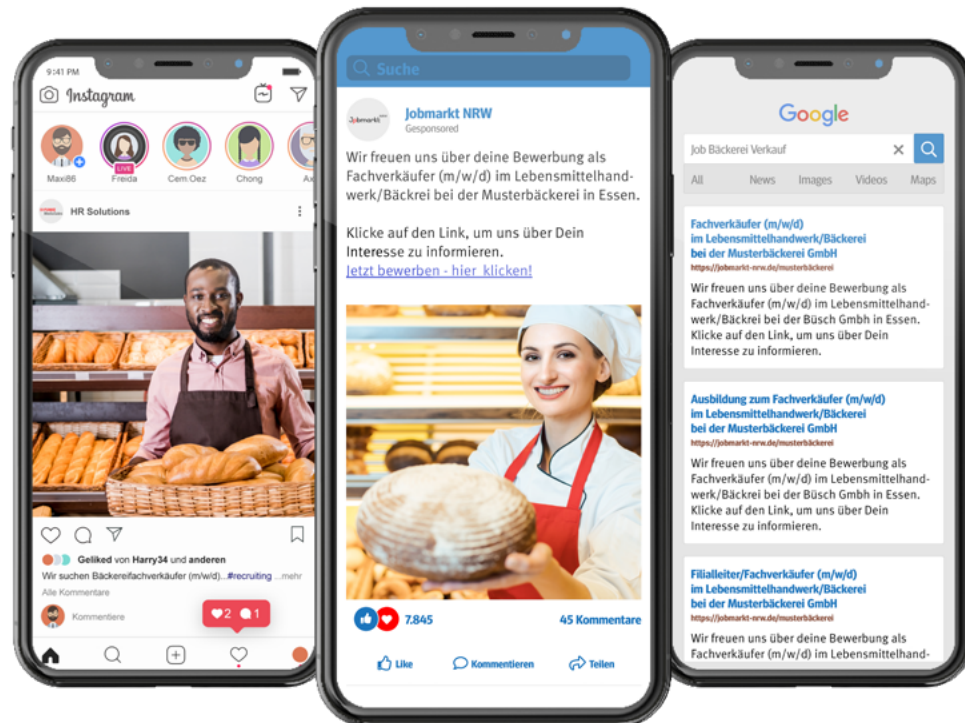 9:41 PM
Instagram
LIVE
Maxi86
Freida
Cem Oez
Chong
Ax
HR Solutions
Geliked von Harry34 und anderen
Wir suchen Bäckereifachverkäufer (m/w/d)...#recruiting ...mehr
Alle Kommentare
Kommentiere
2 1
Suche
Jobmarkt NRW
Gesponsored
Wir freuen uns über deine Bewerbung als
Fachverkäufer (m/w/d) im Lebensmittelhand-
werk/Bäckrei bei der Musterbäckerei in Essen.
Klicke auf den Link, um uns über Dein
Interesse zu informieren.
Jetzt bewerben - hier klicken!
7.845
45 Kommentare
Like
Kommentieren
Teilen
Google
Job Bäckerei Verkauf
All News Images Videos Maps
Fachverkäufer (m/w/d)
im Lebensmittelhandwerk/Bäckerei
bei der Musterbäckerei GmbH
https://jobmarkt-nrw.de/musterbäckerei
Wir freuen uns über deine Bewerbung als
Fachverkäufer (m/w/d) im Lebensmittelhand-
werk/Bäckrei bei der Büsch Gmbh in Essen.
Klicke auf den Link, um uns über Dein
Interesse zu informieren.
Ausbildung zum Fachverkäufer (m/w/d)
im Lebensmittelhandwerk/Bäckerei
bei der Musterbäckerei GmbH
https://jobmarkt-nrw.de/musterbäckerei
Wir freuen uns über deine Bewerbung als
Fachverkäufer (m/w/d) im Lebensmittelhand-
werk/Bäckrei bei der Büsch Gmbh in Essen.
Klicke auf den Link, um uns über Dein
Interesse zu informieren.
Filialleiter/Fachverkäufer (m/w/d)
im Lebensmittelhandwerk/Bäckerei
bei der Musterbäckerei GmbH
https://jobmarkt-nrw.de/musterbäckerei
Wir freuen uns über deine Bewerbung als
Fachverkäufer (m/w/d) im Lebensmittelhand-